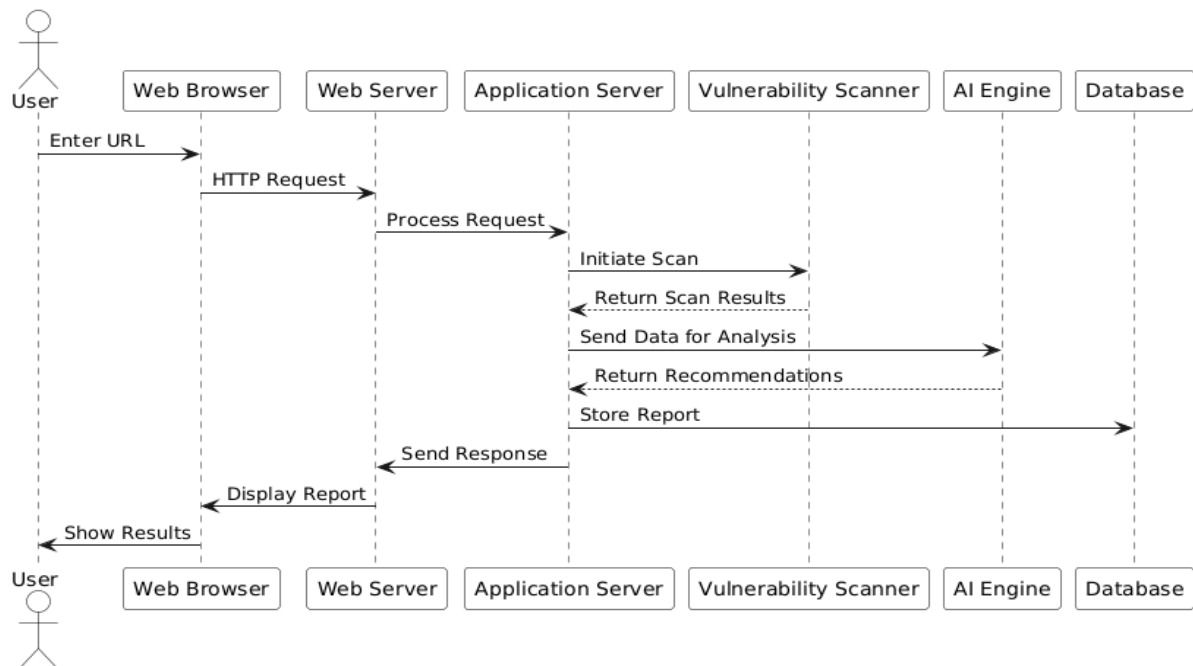 User
Web Browser
Web Server
Application Server
Vulnerability Scanner
AI Engine
Database
Enter URL
HTTP Request
Process Request
Initiate Scan
Return Scan Results
Send Data for Analysis
Return Recommendations
Store Report
Send Response
Display Report
Show Results
User
Web Browser
Web Server
Application Server
Vulnerability Scanner
AI Engine
Database